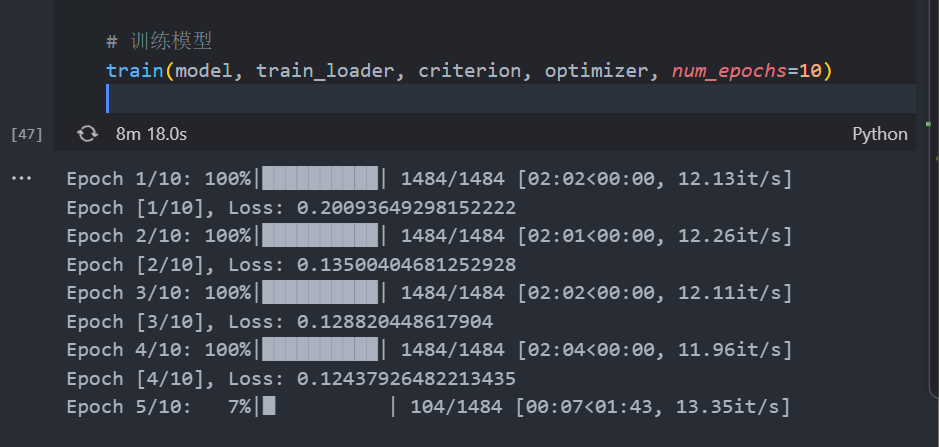 # 训练模型
train(model, train_loader, criterion, optimizer, num_epochs=10)
[47] 8m 18.0s Python
... Epoch 1/10: 100%|██████████| 1484/1484 [02:02<00:00, 12.13it/s]
Epoch [1/10], Loss: 0.20093649298152222
Epoch 2/10: 100%|██████████| 1484/1484 [02:01<00:00, 12.26it/s]
Epoch [2/10], Loss: 0.13500404681252928
Epoch 3/10: 100%|██████████| 1484/1484 [02:02<00:00, 12.11it/s]
Epoch [3/10], Loss: 0.128820448617904
Epoch 4/10: 100%|██████████| 1484/1484 [02:04<00:00, 11.96it/s]
Epoch [4/10], Loss: 0.12437926482213435
Epoch 5/10:   7%|█          | 104/1484 [00:07<01:43, 13.35it/s]